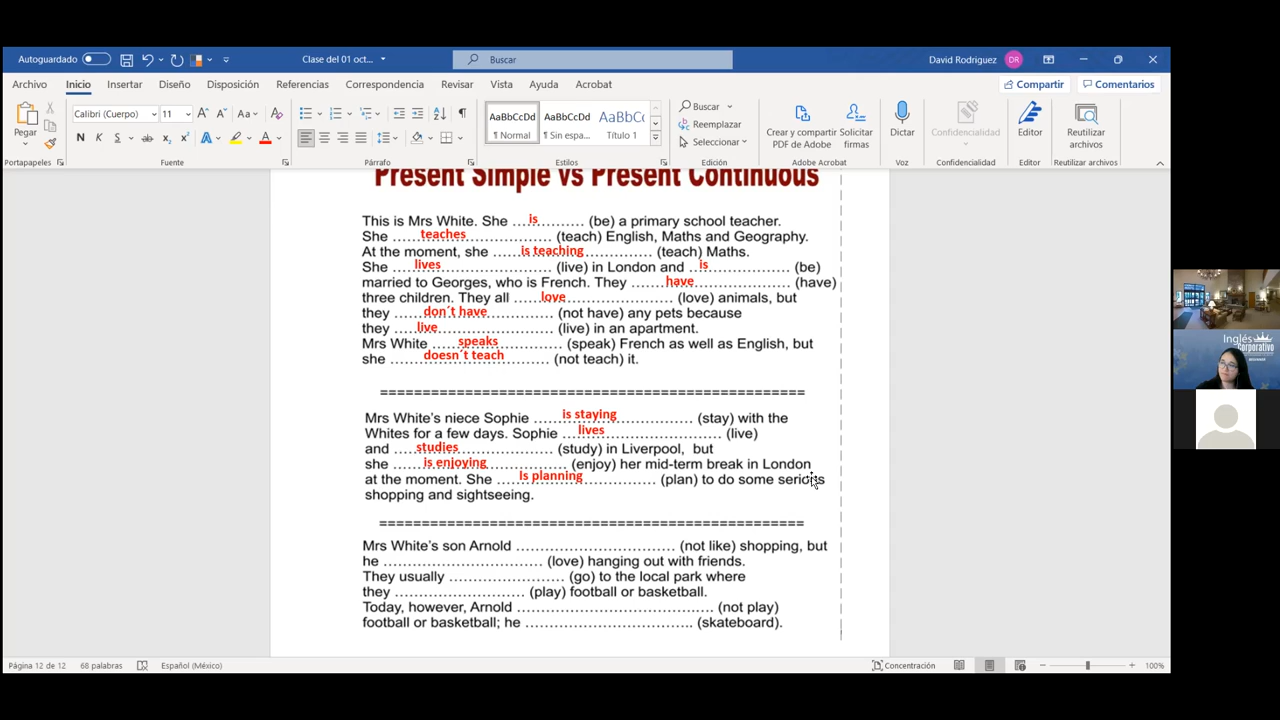 Autoguardado
Clase del 01 oct...
Buscar
David Rodriguez
DR
Archivo
Inicio
Insertar
Diseño
Disposición
Referencias
Correspondencia
Revisar
Vista
Ayuda
Acrobat
Compartir
Comentarios
Pegar
Calibri (Cuerpo)
11
Aa
N K S ab x₂ x²
AaBbCcDd
¶ Normal
AaBbCcDd
¶ Sin espa...
AaBbC
Título 1
Buscar
Reemplazar
Seleccionar
Crear y compartir
PDF de Adobe
Solicitar
firmas
Dictar
Confidencialidad
Editor
Reutilizar
archivos
Portapapeles
Fuente
Párrafo
Estilos
Edición
Adobe Acrobat
Voz
Confidencialidad
Editor
Reutilizar archivos
Present Simple vs Present Continuous
This is Mrs White. She ... is ......... (be) a primary school teacher.
She ...... teaches ............... (teach) English, Maths and Geography.
At the moment, she ...... is teaching ............ (teach) Maths.
She .... lives .................... (live) in London and .. is ............... (be)
married to Georges, who is French. They ...... have ............... (have)
three children. They all ..... love ................. (love) animals, but
they ...... don´t have ............ (not have) any pets because
they .... live ................... (live) in an apartment.
Mrs White ..... speaks ............ (speak) French as well as English, but
she ...... doesn´t teach ......... (not teach) it.
==================================================
Mrs White's niece Sophie ..... is staying ............ (stay) with the
Whites for a few days. Sophie ... lives .................. (live)
and .... studies .................. (study) in Liverpool, but
she ..... is enjoying ............ (enjoy) her mid-term break in London
at the moment. She .... Is planning ............ (plan) to do some serious
shopping and sightseeing.
==================================================
Mrs White's son Arnold .............................. (not like) shopping, but
he .............................. (love) hanging out with friends.
They usually ...................... (go) to the local park where
they ......................... (play) football or basketball.
Today, however, Arnold ..................................... (not play)
football or basketball; he ............................... (skateboard).
Inglés
Corporativo
BEGINNER
Página 12 de 12
68 palabras
Español (México)
Concentración
100%